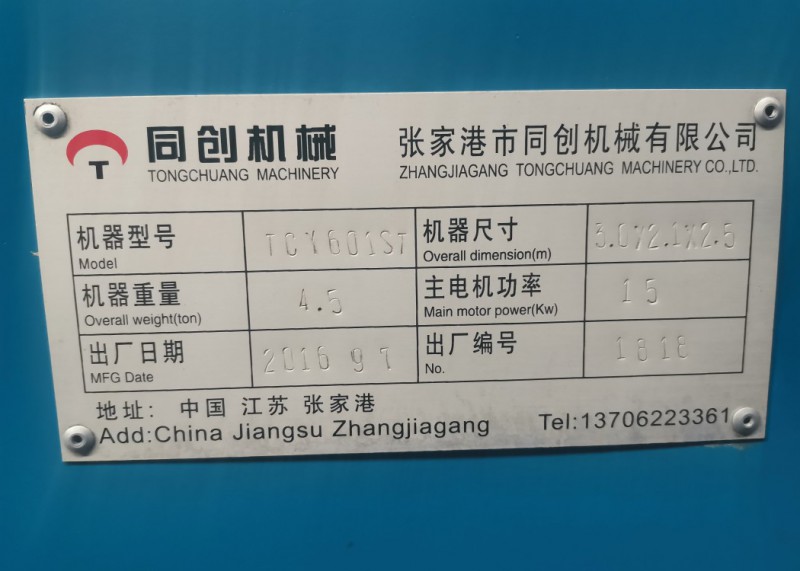 同创机械 张家港市同创机械有限公司
T TONGCHUANG MACHINERY ZHANGJIAGANG TONGCHUANG MACHINERY CO.,LTD.
机器型号 TCY601ST 机器尺寸 3.0X2.1X2.5
Model Overall dimension(m)
机器重量 4.5 主电机功率 15
Overall weight(ton) Main motor power(Kw)
出厂日期 2016 9 7 出厂编号 1818
MFG Date No.
地址: 中国 江苏 张家港
Add:China Jiangsu Zhangjiagang Tel:13706223361